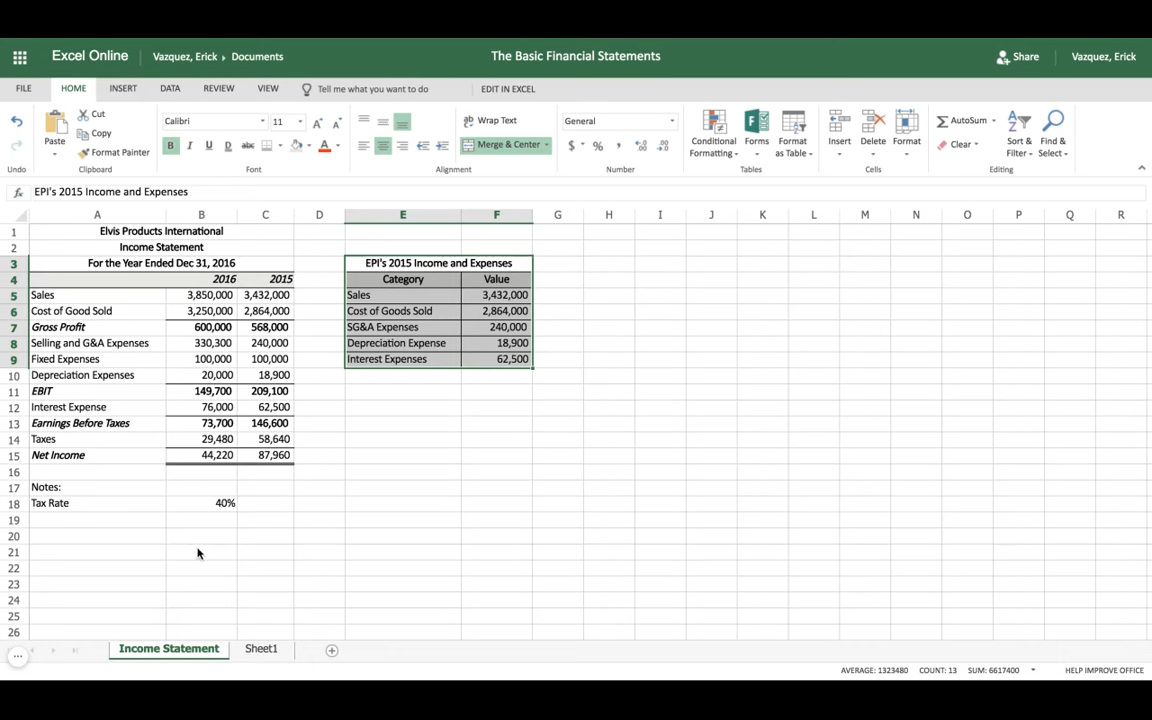 Excel Online Vazquez, Erick ▸ Documents The Basic Financial Statements Share Vazquez, Erick
FILE HOME INSERT DATA REVIEW VIEW Tell me what you want to do EDIT IN EXCEL
Undo
Paste Cut Copy Format Painter Clipboard
Calibri 11 B I U D abc A Font
Wrap Text Merge & Center Alignment
General $ % , .00 Number
Conditional Formatting Forms Format as Table Tables
Insert Delete Format Cells
AutoSum Clear Sort & Filter Find & Select Editing
fx EPI's 2015 Income and Expenses
A B C D E F G H I J K L M N O P Q R
1 Elvis Products International
2 Income Statement
3 For the Year Ended Dec 31, 2016 EPI's 2015 Income and Expenses
4 2016 2015 Category Value
5 Sales 3,850,000 3,432,000 Sales 3,432,000
6 Cost of Good Sold 3,250,000 2,864,000 Cost of Goods Sold 2,864,000
7 Gross Profit 600,000 568,000 SG&A Expenses 240,000
8 Selling and G&A Expenses 330,300 240,000 Depreciation Expense 18,900
9 Fixed Expenses 100,000 100,000 Interest Expenses 62,500
10 Depreciation Expenses 20,000 18,900
11 EBIT 149,700 209,100
12 Interest Expense 76,000 62,500
13 Earnings Before Taxes 73,700 146,600
14 Taxes 29,480 58,640
15 Net Income 44,220 87,960
16
17 Notes:
18 Tax Rate 40%
19
20
21
22
23
24
25
26
Income Statement Sheet1
AVERAGE: 1323480 COUNT: 13 SUM: 6617400 HELP IMPROVE OFFICE